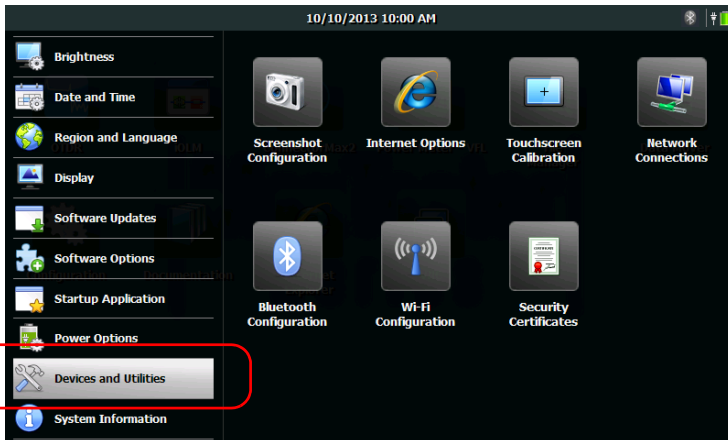 10/10/2013 10:00 AM
Brightness
Date and Time
Region and Language
Display
Software Updates
Software Options
Startup Application
Power Options
Devices and Utilities
System Information
Screenshot
Configuration
Internet Options
Touchscreen
Calibration
Network
Connections
Bluetooth
Configuration
Wi-Fi
Configuration
Security
Certificates